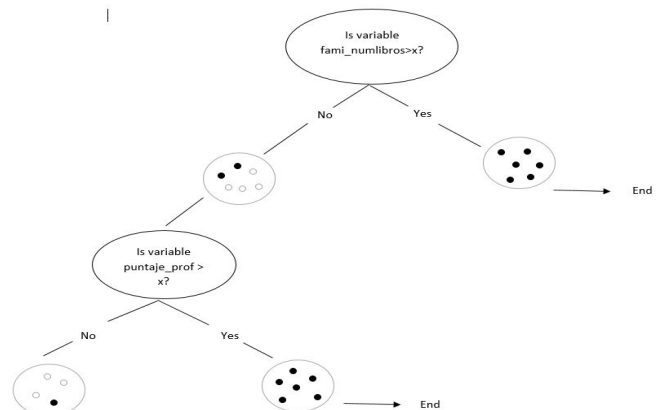 Is variable
fami_numlibros>x?
No
Yes
End
Is variable
puntaje_prof >
x?
No
Yes
End